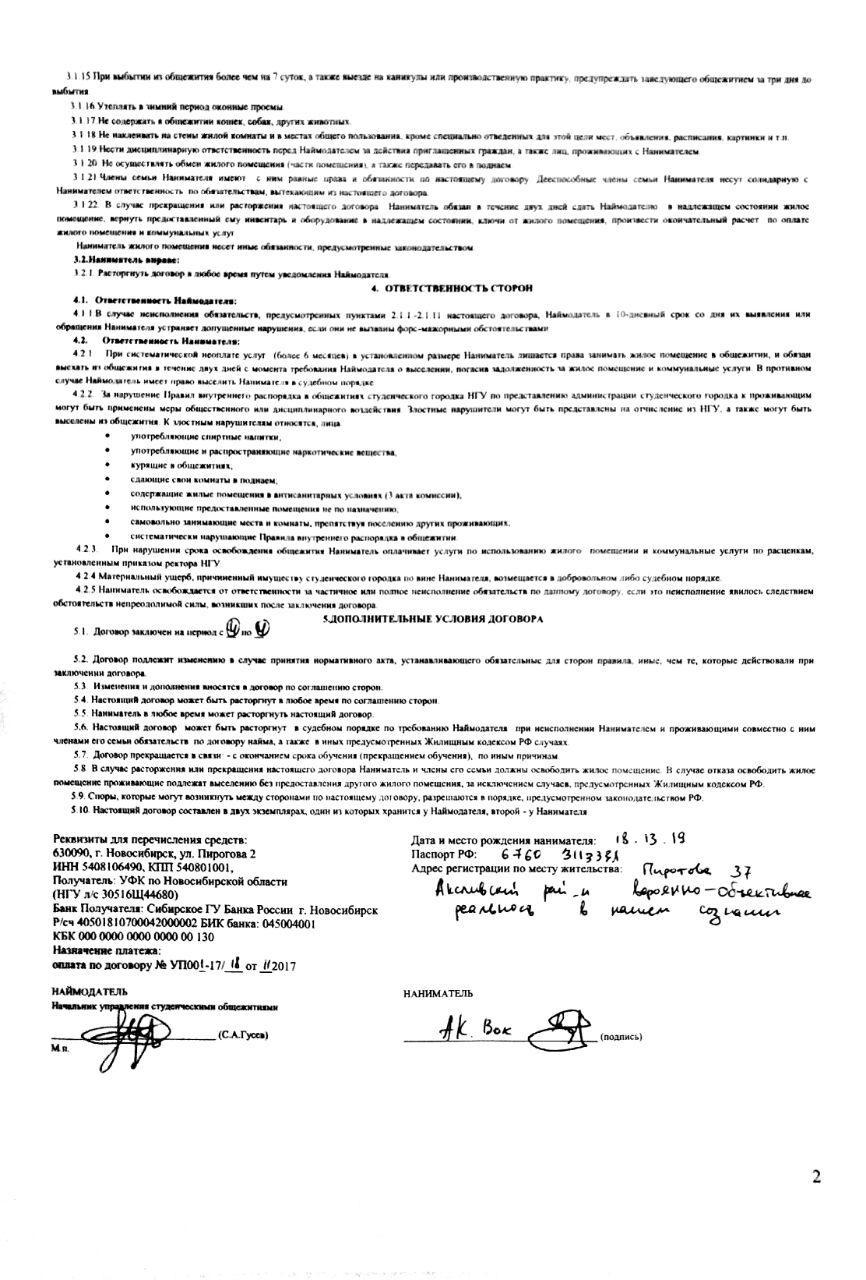 3.1.15 При выбытии из общежития более чем на 7 суток, а также выезде на каникулы или производственную практику, предупреждать заведующего общежитием за три дня до
выбытия.
3.1.16 Утеплять в зимний период оконные проемы.
3.1.17 Не содержать в общежитии кошек, собак, других животных.
3.1.18 Не наклеивать на стены жилой комнаты и в местах общего пользования, кроме специально отведенных для этой цели мест, объявления, расписания, картинки и т.п.
3.1.19 Нести дисциплинарную ответственность перед Наймодателем за действия приглашенных граждан, а также лиц, проживающих с Нанимателем.
3.1.20. Не осуществлять обмен жилого помещения (части помещения), а также передавать его в поднаем.
3.1.21 Члены семьи Нанимателя имеют с ним равные права и обязанности по настоящему договору. Дееспособные члены семьи Нанимателя несут солидарную с
Нанимателем ответственность по обязательствам, вытекающим из настоящего договора.
3.1.22. В случае прекращения или расторжения настоящего договора Наниматель обязан в течение двух дней сдать Наймодателю в надлежащем состоянии жилое
помещение, вернуть предоставленный ему инвентарь и оборудование в надлежащем состоянии, ключи от жилого помещения, произвести окончательный расчет по оплате
жилого помещения и коммунальных услуг.
Наниматель жилого помещения несет иные обязанности, предусмотренные законодательством.
3.2.Наниматель вправе:
3.2.1. Расторгнуть договор в любое время путем уведомления Наймодателя.
4. ОТВЕТСТВЕННОСТЬ СТОРОН
4.1. Ответственность Наймодателя:
4.1.1 В случае неисполнения обязательств, предусмотренных пунктами 2.1.1.-2.1.11 настоящего договора, Наймодатель в 10-дневный срок со дня их выявления или
обращения Нанимателя устраняет допущенные нарушения, если они не вызваны форс-мажорными обстоятельствами.
4.2. Ответственность Нанимателя:
4.2.1 При систематической неоплате услуг (более 6 месяцев) в установленном размере Наниматель лишается права занимать жилое помещение в общежитии, и обязан
выехать из общежития в течение двух дней с момента требования Наймодателя о выселении, погасив задолженность за жилое помещение и коммунальные услуги. В противном
случае Наймодатель имеет право выселить Нанимателя в судебном порядке.
4.2.2. За нарушение Правил внутреннего распорядка в общежитиях студенческого городка НГУ по представлению администрации студенческого городка к проживающим
могут быть применены меры общественного или дисциплинарного воздействия. Злостные нарушители могут быть представлены на отчисление из НГУ, а также могут быть
выселены из общежития. К злостным нарушителям относятся, лица:
• употребляющие спиртные напитки;
• употребляющие и распространяющие наркотические вещества;
• курящие в общежитиях;
• сдающие свои комнаты в поднаем;
• содержащие жилые помещения в антисанитарных условиях (3 акта комиссии);
• использующие предоставленные помещения не по назначению;
• самовольно занимающие места и комнаты, препятствуя поселению других проживающих;
• систематически нарушающие Правила внутреннего распорядка в общежитии.
4.2.3. При нарушении срока освобождения общежития Наниматель оплачивает услуги по использованию жилого помещении и коммунальные услуги по расценкам,
установленным приказом ректора НГУ.
4.2.4 Материальный ущерб, причиненный имуществу студенческого городка по вине Нанимателя, возмещается в добровольном либо судебном порядке.
4.2.5 Наниматель освобождается от ответственности за частичное или полное неисполнение обязательств по данному договору, если это неисполнение явилось следствием
обстоятельств непреодолимой силы, возникших после заключения договора.
5.ДОПОЛНИТЕЛЬНЫЕ УСЛОВИЯ ДОГОВОРА
5.1. Договор заключен на период с по
5.2. Договор подлежит изменению в случае принятия нормативного акта, устанавливающего обязательные для сторон правила, иные, чем те, которые действовали при
заключении договора.
5.3. Изменения и дополнения вносятся в договор по соглашению сторон.
5.4. Настоящий договор может быть расторгнут в любое время по соглашению сторон.
5.5. Наниматель в любое время может расторгнуть настоящий договор.
5.6. Настоящий договор может быть расторгнут в судебном порядке по требованию Наймодателя при неисполнении Нанимателем и проживающими совместно с ним
членами его семьи обязательств по договору найма, а также в иных предусмотренных Жилищным кодексом РФ случаях.
5.7. Договор прекращается в связи: - с окончанием срока обучения (прекращением обучения), по иным причинам.
5.8. В случае расторжения или прекращения настоящего договора Наниматель и члены его семьи должны освободить жилое помещение. В случае отказа освободить жилое
помещение проживающие подлежат выселению без предоставления другого жилого помещения, за исключением случаев, предусмотренных Жилищным кодексом РФ.
5.9. Споры, которые могут возникнуть между сторонами по настоящему договору, разрешаются в порядке, предусмотренном законодательством РФ.
5.10. Настоящий договор составлен в двух экземплярах, один из которых хранится у Наймодателя, второй - у Нанимателя.
Реквизиты для перечисления средств:
630090, г. Новосибирск, ул. Пирогова 2
ИНН 5408106490, КПП 540801001,
Получатель: УФК по Новосибирской области
(НГУ л/с 30516Щ44680)
Банк Получателя: Сибирское ГУ Банка России г. Новосибирск
Р/сч 40501810700042000002 БИК банка: 045004001
КБК 000 0000 0000 0000 00 130
Назначение платежа:
оплата по договору № УП001-17/ 18 от 11 2017
Дата и место рождения нанимателя: 18 . 13 . 19
Паспорт РФ: 6760
Адрес регистрации по месту жительства: Пирогова 37
рай-н -объективная
реальность в нашем сознании
НАЙМОДАТЕЛЬ
Начальник управления студенческими общежитиями
(С.А.Гусев)
М.п.
НАНИМАТЕЛЬ
АК. Вок
(подпись)
2